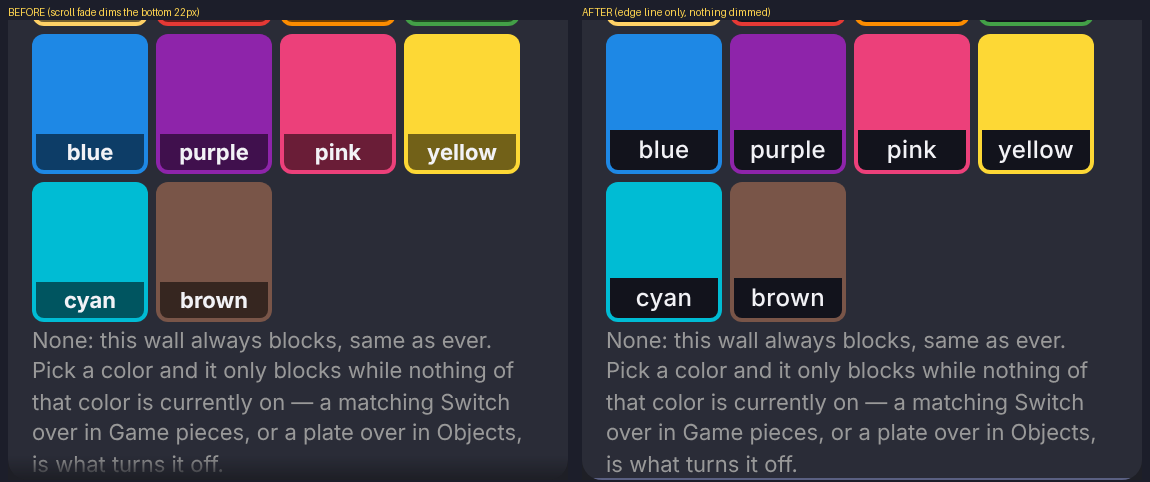 BEFORE (scroll fade dims the bottom 22px)
blue
purple
pink
yellow
cyan
brown
None: this wall always blocks, same as ever.
Pick a color and it only blocks while nothing of
that color is currently on — a matching Switch
over in Game pieces, or a plate over in Objects,
is what turns it off.
AFTER (edge line only, nothing dimmed)
blue
purple
pink
yellow
cyan
brown
None: this wall always blocks, same as ever.
Pick a color and it only blocks while nothing of
that color is currently on — a matching Switch
over in Game pieces, or a plate over in Objects,
is what turns it off.